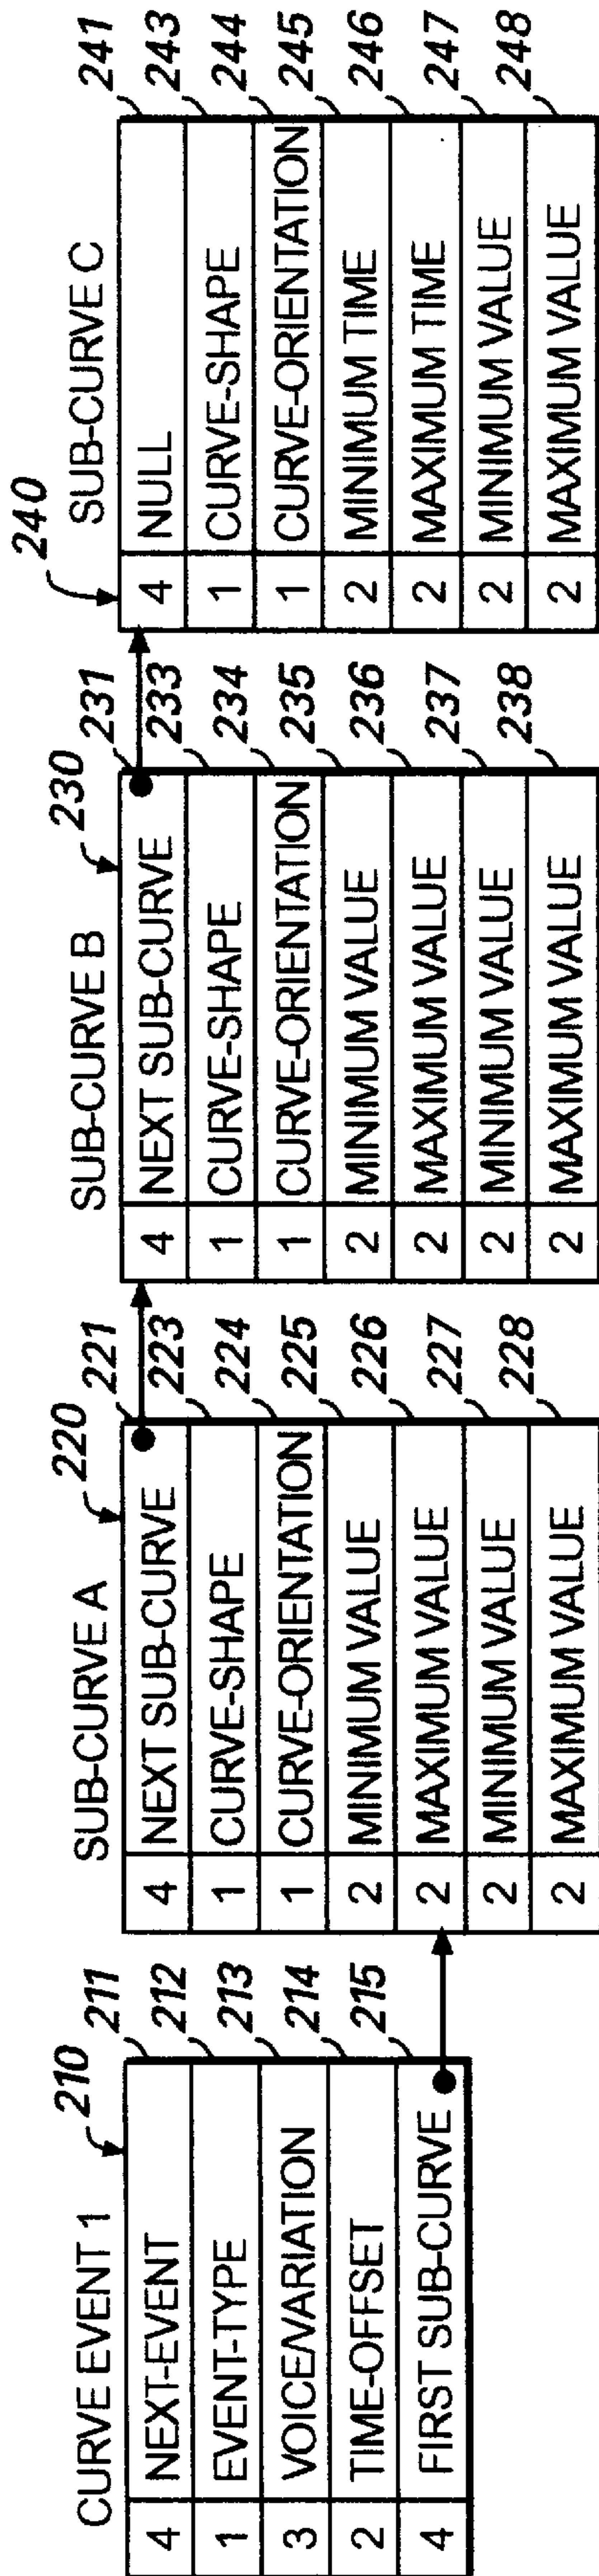 CURVE EVENT 1
210
4 NEXT-EVENT 211
1 EVENT-TYPE 212
3 VOICE/VARIATION 213
2 TIME-OFFSET 214
4 FIRST SUB-CURVE 215
SUB-CURVE A
220
4 NEXT SUB-CURVE 221
1 CURVE-SHAPE 223
1 CURVE-ORIENTATION 224
2 MINIMUM VALUE 225
2 MAXIMUM VALUE 226
2 MINIMUM VALUE 227
2 MAXIMUM VALUE 228
SUB-CURVE B
230
4 NEXT SUB-CURVE 231
1 CURVE-SHAPE 233
1 CURVE-ORIENTATION 234
2 MINIMUM VALUE 235
2 MAXIMUM VALUE 236
2 MINIMUM VALUE 237
2 MAXIMUM VALUE 238
240
SUB-CURVE C
4 NULL 241
1 CURVE-SHAPE 243
1 CURVE-ORIENTATION 244
2 MINIMUM TIME 245
2 MAXIMUM TIME 246
2 MINIMUM VALUE 247
2 MAXIMUM VALUE 248